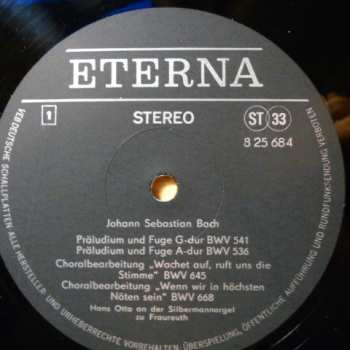 ETERNA
1
STEREO
ST 33
8 25 684
Johann Sebastian Bach
Präludium und Fuge G-dur BWV 541
Präludium und Fuge A-dur BWV 536
Choralbearbeitung „Wachet auf, ruft uns die
Stimme" BWV 645
Choralbearbeitung „Wenn wir in höchsten
Nöten sein" BWV 668
Hans Otto an der Silbermannorgel
zu Fraureuth
VEB DEUTSCHE SCHALLPLATTEN · ALLE HERSTELLER- UND URHEBERRECHTE VORBEHALTEN · ÜBERSPIELUNG, ÖFFENTLICHE AUFFÜHRUNG UND RUNDFUNKSENDUNG VERBOTEN